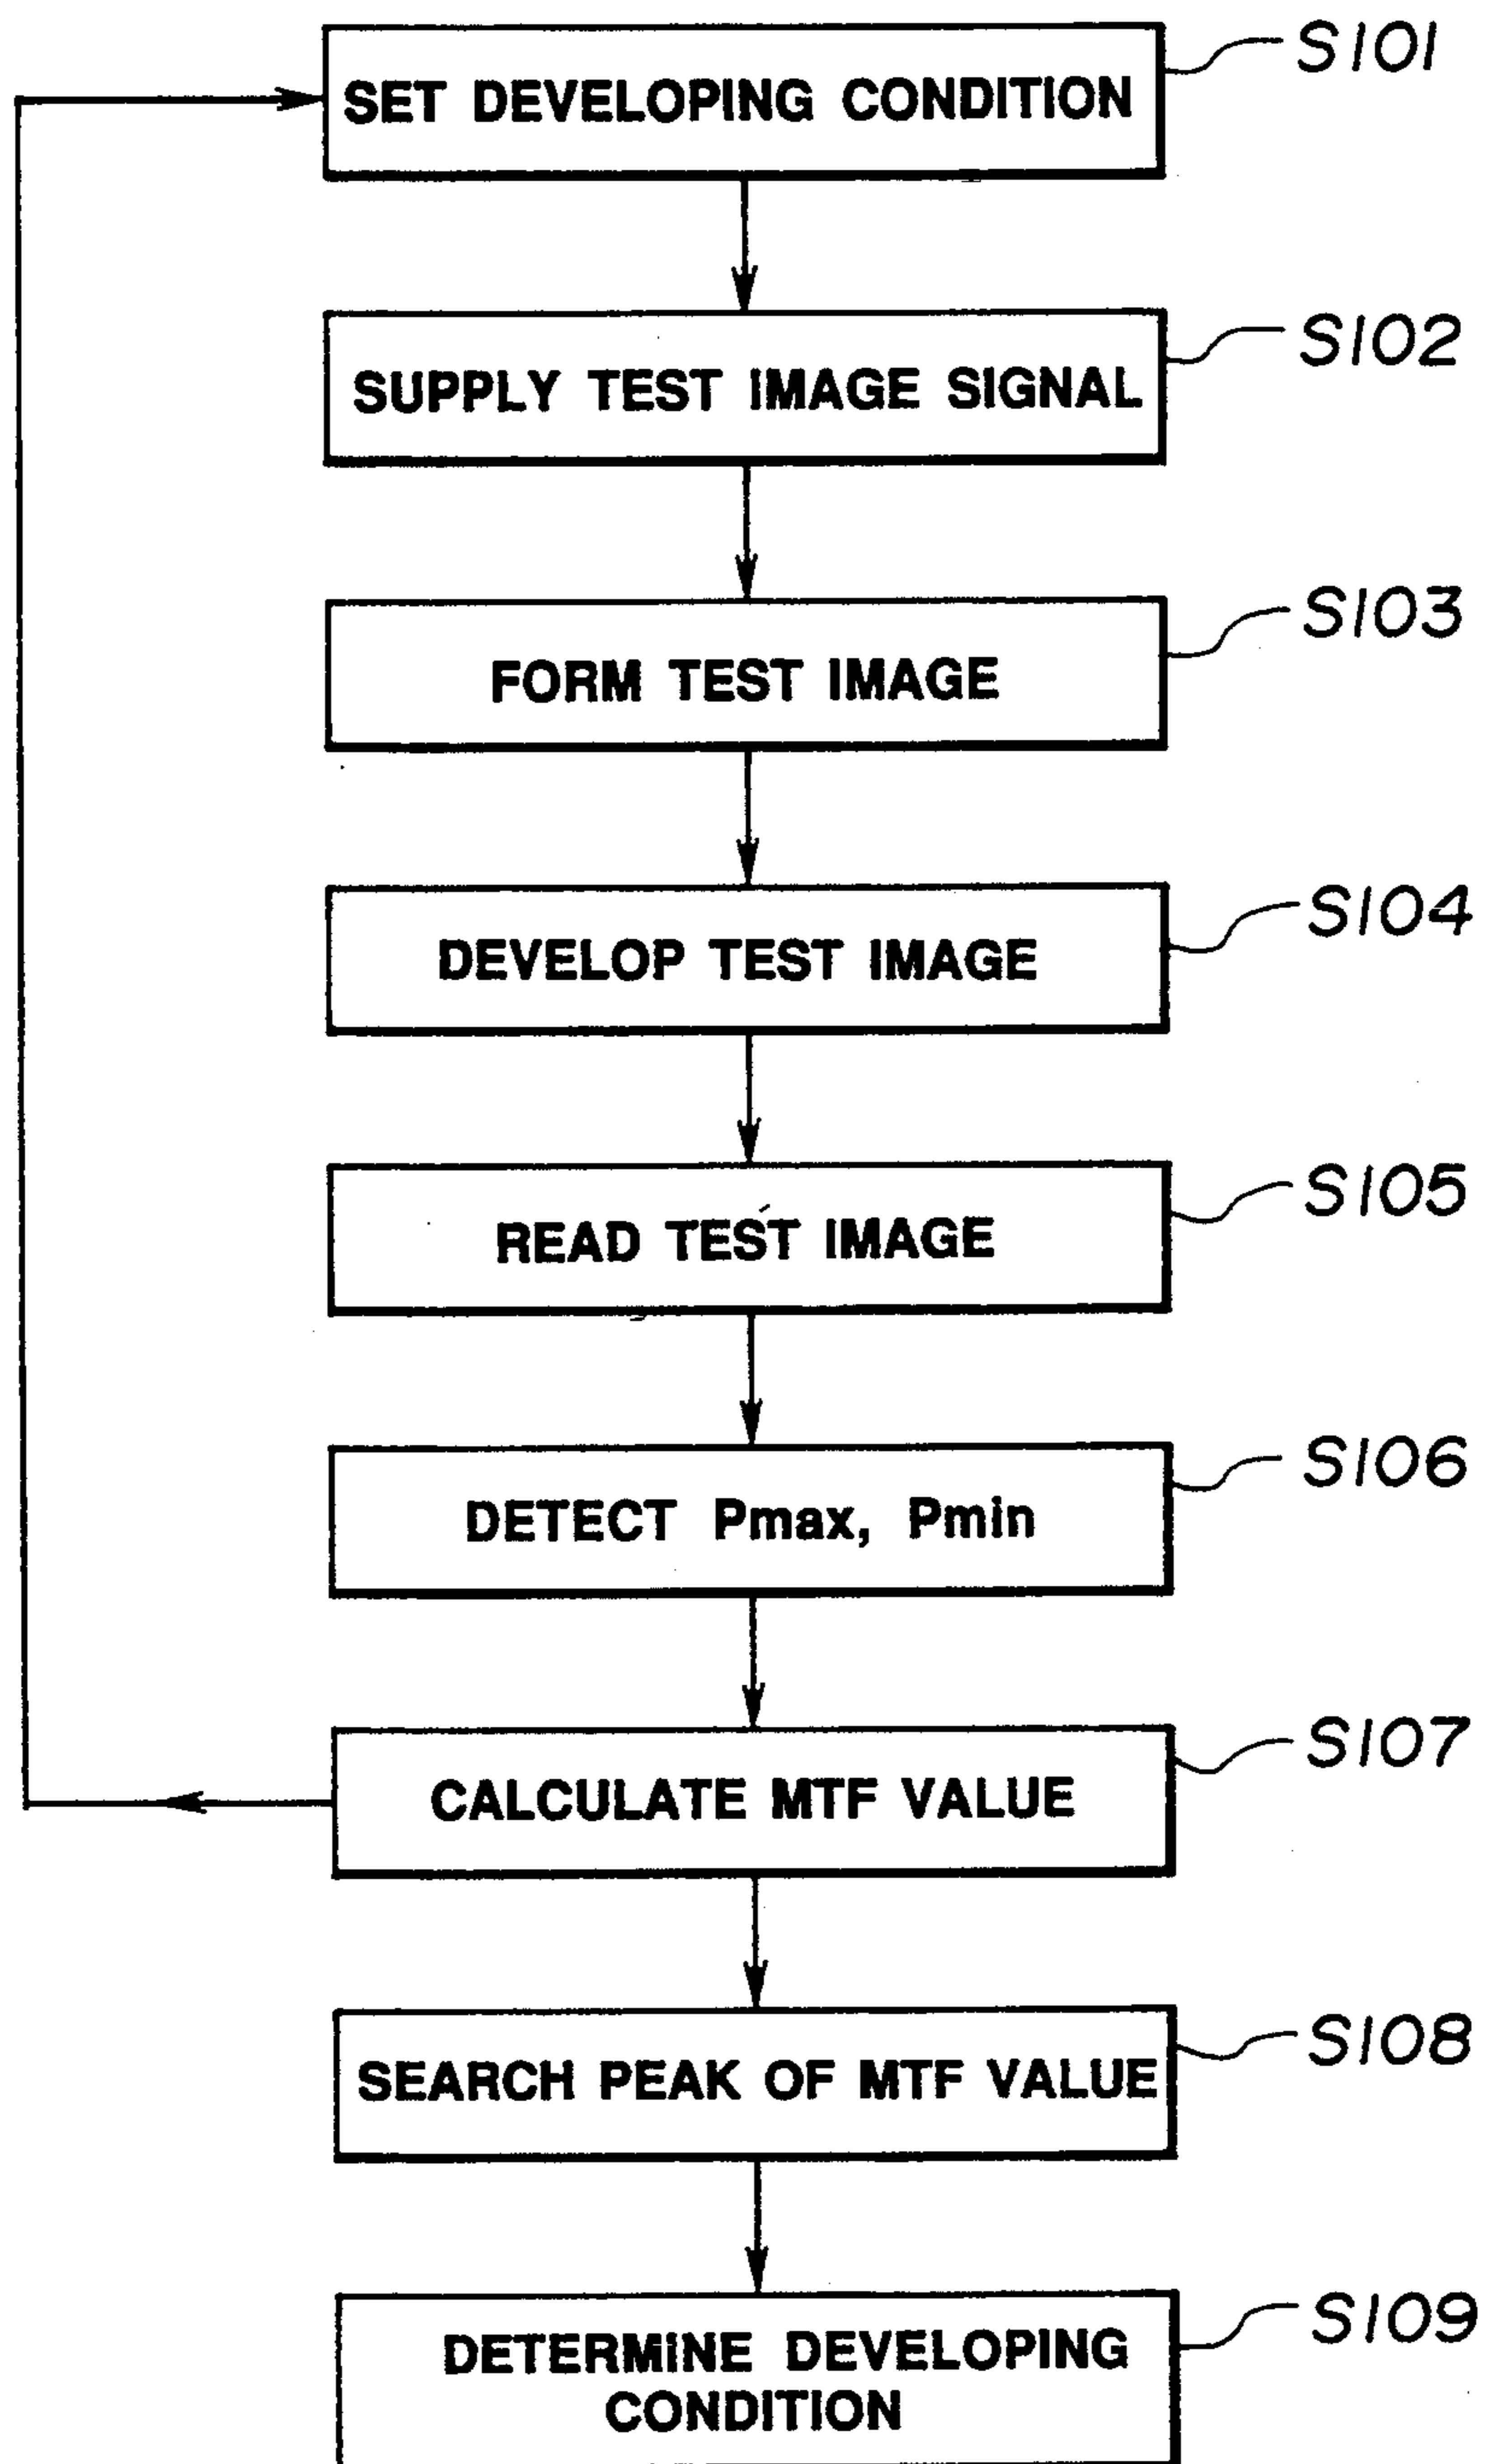 SET DEVELOPING CONDITION
S101
SUPPLY TEST IMAGE SIGNAL
S102
FORM TEST IMAGE
S103
DEVELOP TEST IMAGE
S104
READ TEST IMAGE
S105
DETECT Pmax, Pmin
S106
CALCULATE MTF VALUE
S107
SEARCH PEAK OF MTF VALUE
S108
DETERMINE DEVELOPING
CONDITION
S109